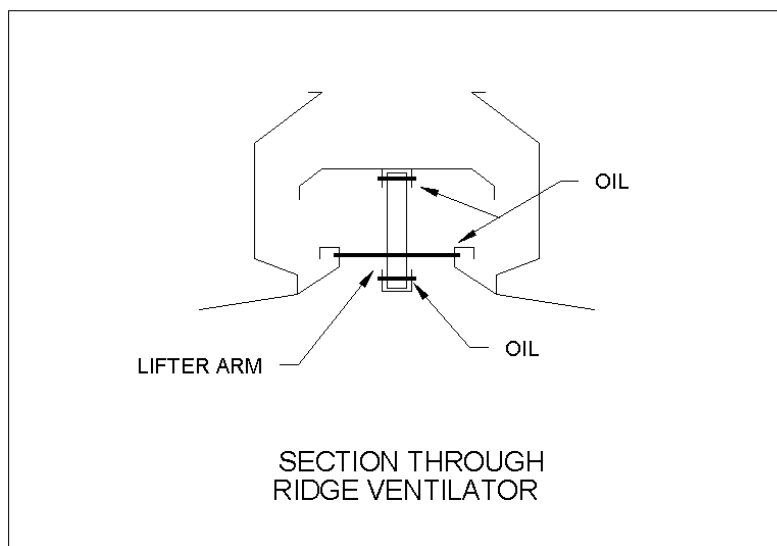 OIL
OIL
LIFTER ARM
SECTION THROUGH
RIDGE VENTILATOR